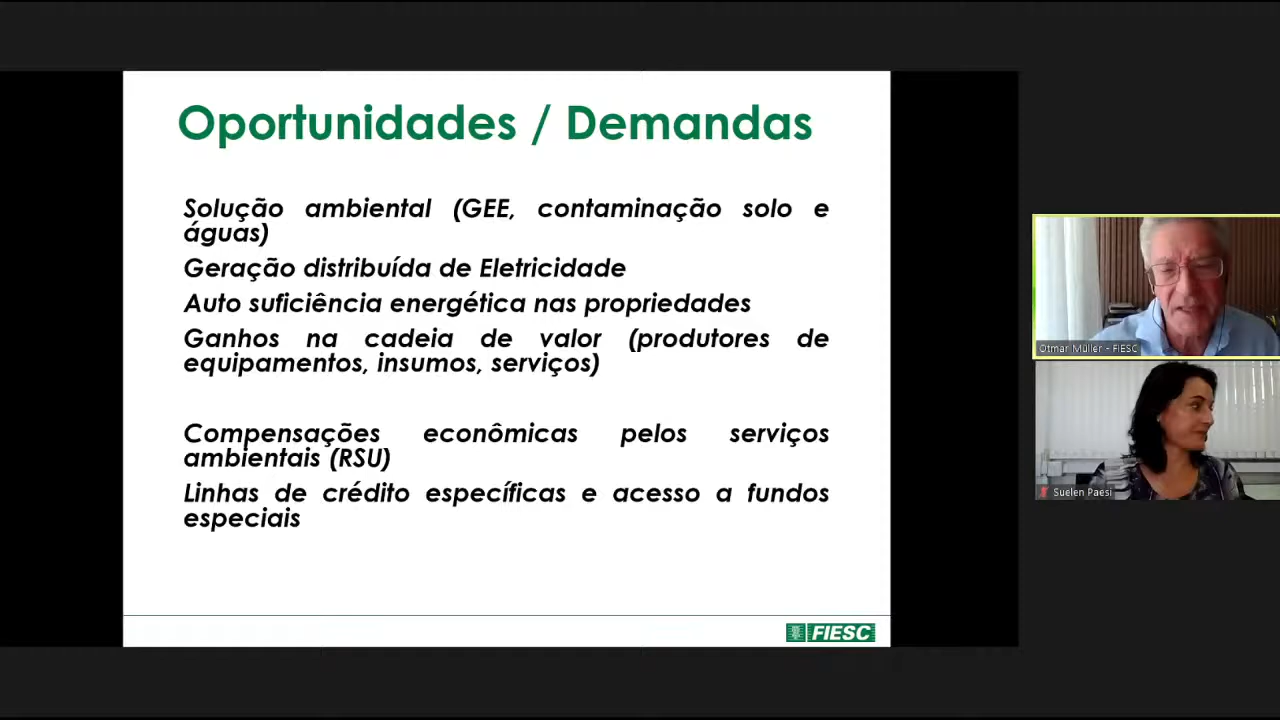 Oportunidades / Demandas
Solução ambiental (GEE, contaminação solo e
águas)
Geração distribuída de Eletricidade
Auto suficiência energética nas propriedades
Ganhos na cadeia de valor (produtores de
equipamentos, insumos, serviços)
Compensações econômicas pelos serviços
ambientais (RSU)
Linhas de crédito específicas e acesso a fundos
especiais
FIESC
Otmar Müller - FIESC
Suelen Paesi